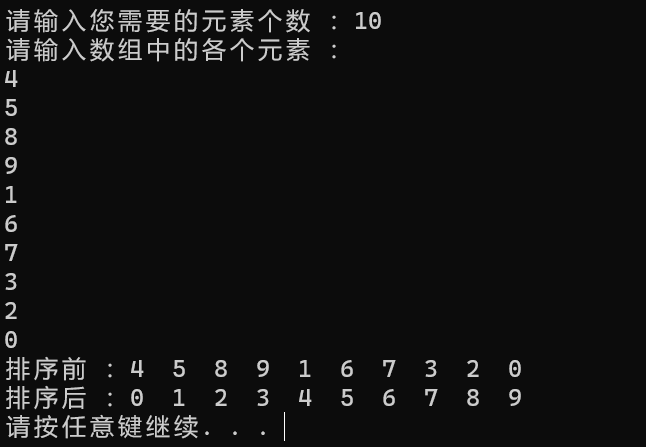 请输入您需要的元素个数 : 10
请输入数组中的各个元素 :
4
5
8
9
1
6
7
3
2
0
排序前 : 4 5 8 9 1 6 7 3 2 0
排序后 : 0 1 2 3 4 5 6 7 8 9
请按任意键继续. . .